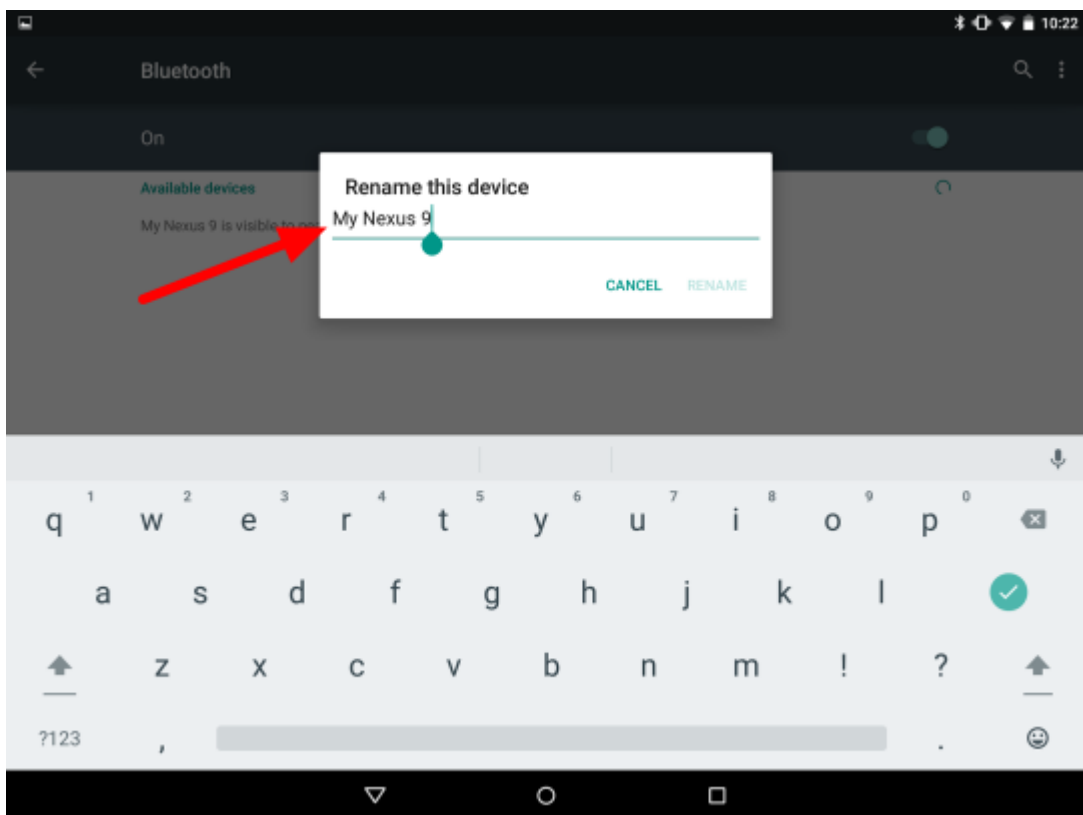 10:22
Bluetooth
On
Available devices
My Nexus 9 is visible to
Rename this device
My Nexus 9
CANCEL RENAME
1 2 3 4 5 6 7 8 9 0
q w e r t y u i o p
a s d f g h j k l
z x c v b n m ! ?
?123 , .